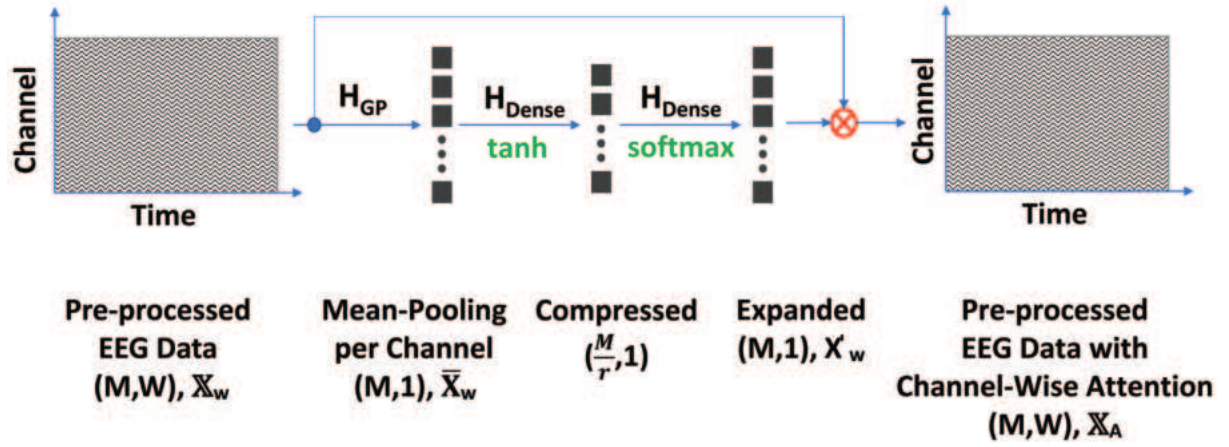 Channel
Time
H_GP
H_Dense
tanh
H_Dense
softmax
Channel
Time
Pre-processed
EEG Data
(M,W), 𝕏_w
Mean-Pooling
per Channel
(M,1), X̅_w
Compressed
(M/r,1)
Expanded
(M,1), X'_w
Pre-processed
EEG Data with
Channel-Wise Attention
(M,W), 𝕏_A